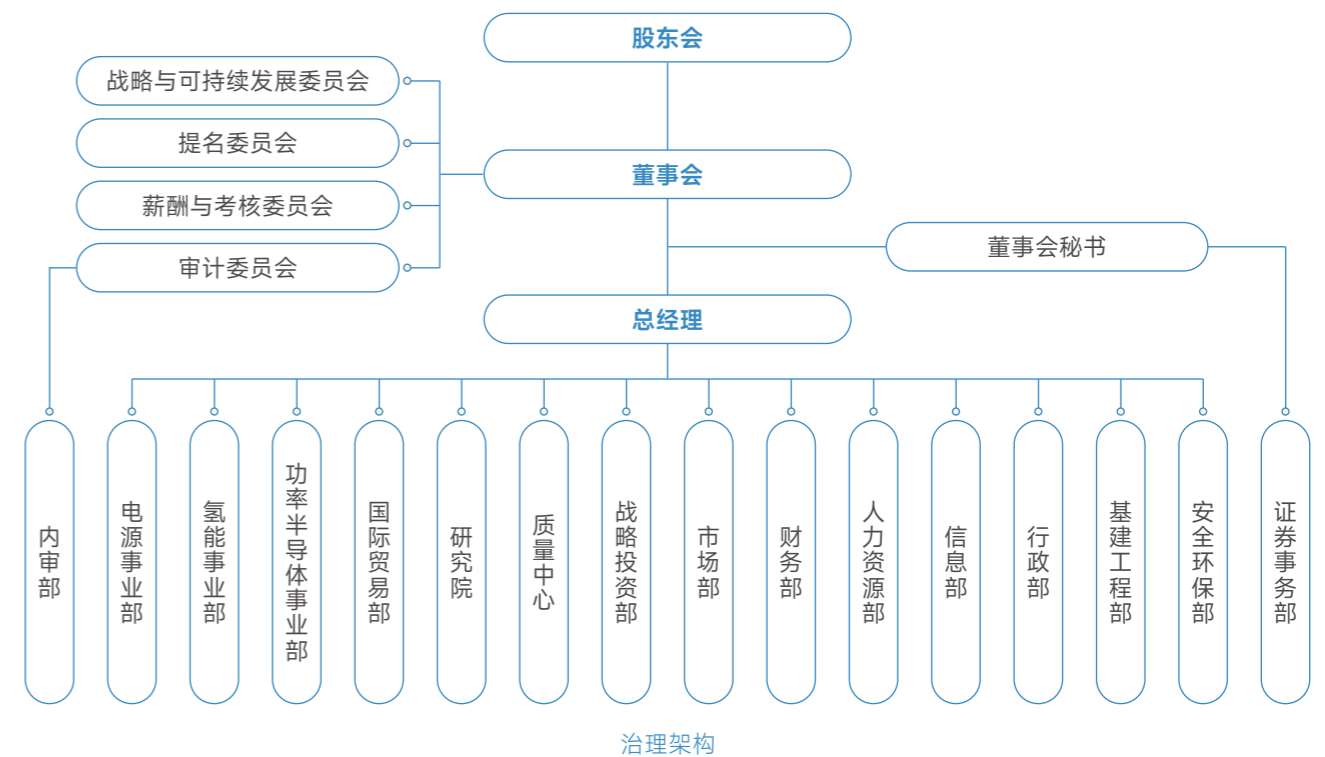 股东会
战略与可持续发展委员会
提名委员会
董事会
薪酬与考核委员会
董事会秘书
审计委员会
总经理
内审部
电源事业部
氢能事业部
功率半导体事业部
国际贸易部
研究院
质量中心
战略投资部
市场部
财务部
人力资源部
信息部
行政部
基建工程部
安全环保部
证券事务部
治理架构